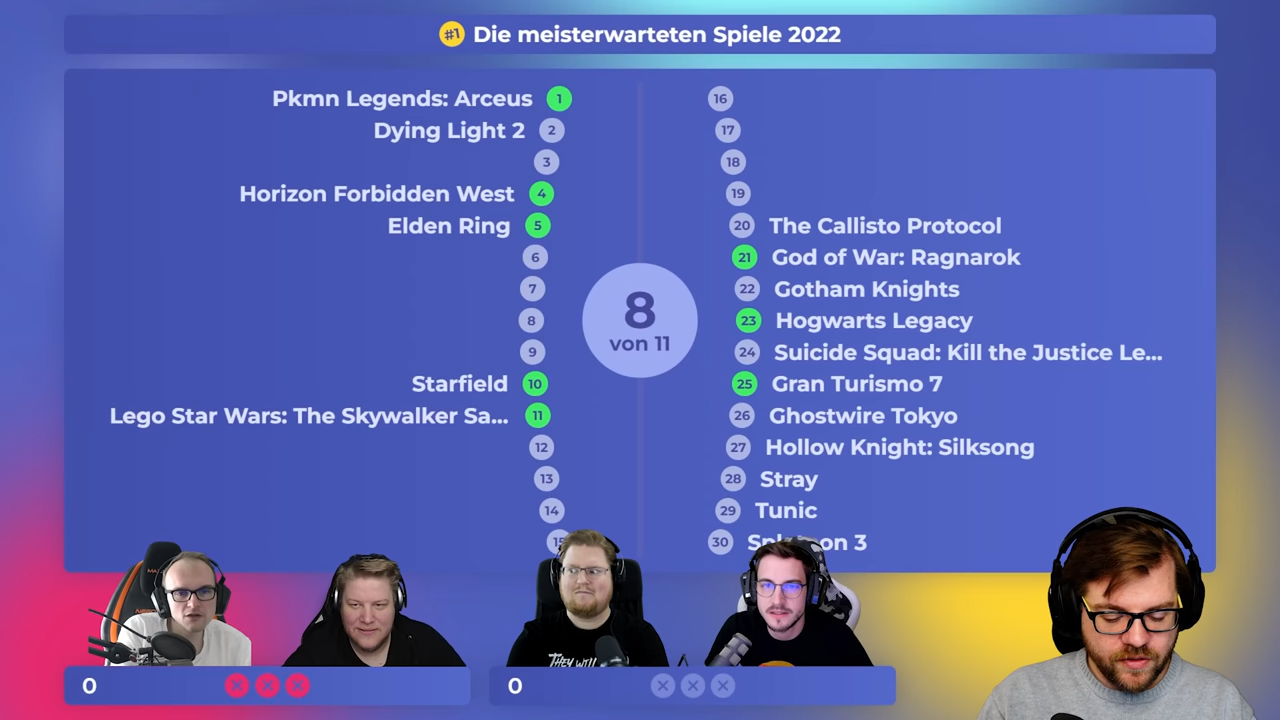 #1 Die meisterwarteten Spiele 2022
Pkmn Legends: Arceus 1
Dying Light 2 2
3
Horizon Forbidden West 4
Elden Ring 5
6
7
8
9
Starfield 10
Lego Star Wars: The Skywalker Sa... 11
12
13
14
8
von 11
16
17
18
19
20 The Callisto Protocol
21 God of War: Ragnarok
22 Gotham Knights
23 Hogwarts Legacy
24 Suicide Squad: Kill the Justice Le...
25 Gran Turismo 7
26 Ghostwire Tokyo
27 Hollow Knight: Silksong
28 Stray
29 Tunic
30 on 3
THEY WILL
0
0